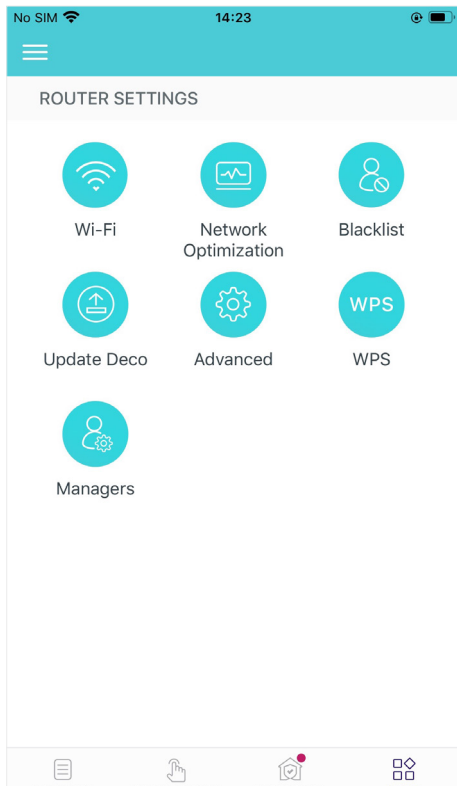 No SIM 14:23
ROUTER SETTINGS
Wi-Fi
Network
Optimization
Blacklist
Update Deco
Advanced
WPS
WPS
Managers